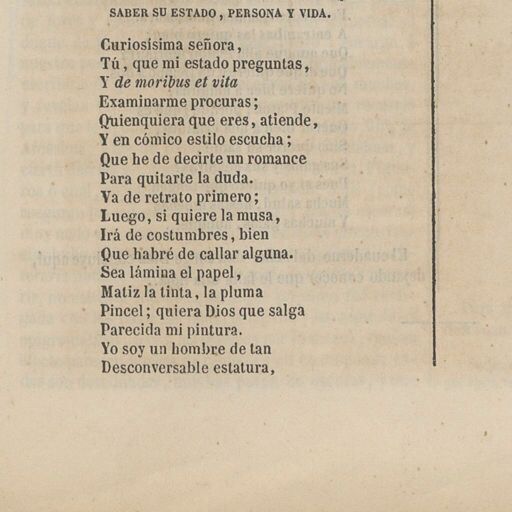 SABER SU ESTADO, PERSONA Y VIDA.
Curiosísima señora,
Tú, que mi estado preguntas,
Y de moribus et vita
Examinarme procuras;
Quienquiera que eres, atiende,
Y en cómico estilo escucha;
Que he de decirte un romance
Para quitarte la duda.
Va de retrato primero;
Luego, si quiere la musa,
Irá de costumbres, bien
Que habré de callar alguna.
Sea lámina el papel,
Matiz la tinta, la pluma
Pincel; quiera Dios que salga
Parecida mi pintura.
Yo soy un hombre de tan
Desconversable estatura,